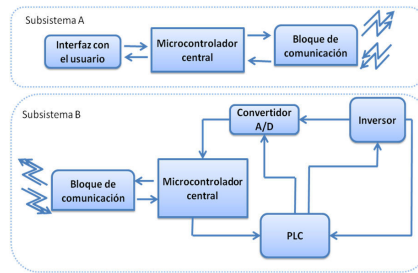 Subsistema A
Interfaz con
el usuario
Microcontrolador
central
Bloque de
comunicación
Subsistema B
Convertidor
A/D
Inversor
Bloque de
comunicación
Microcontrolador
central
PLC